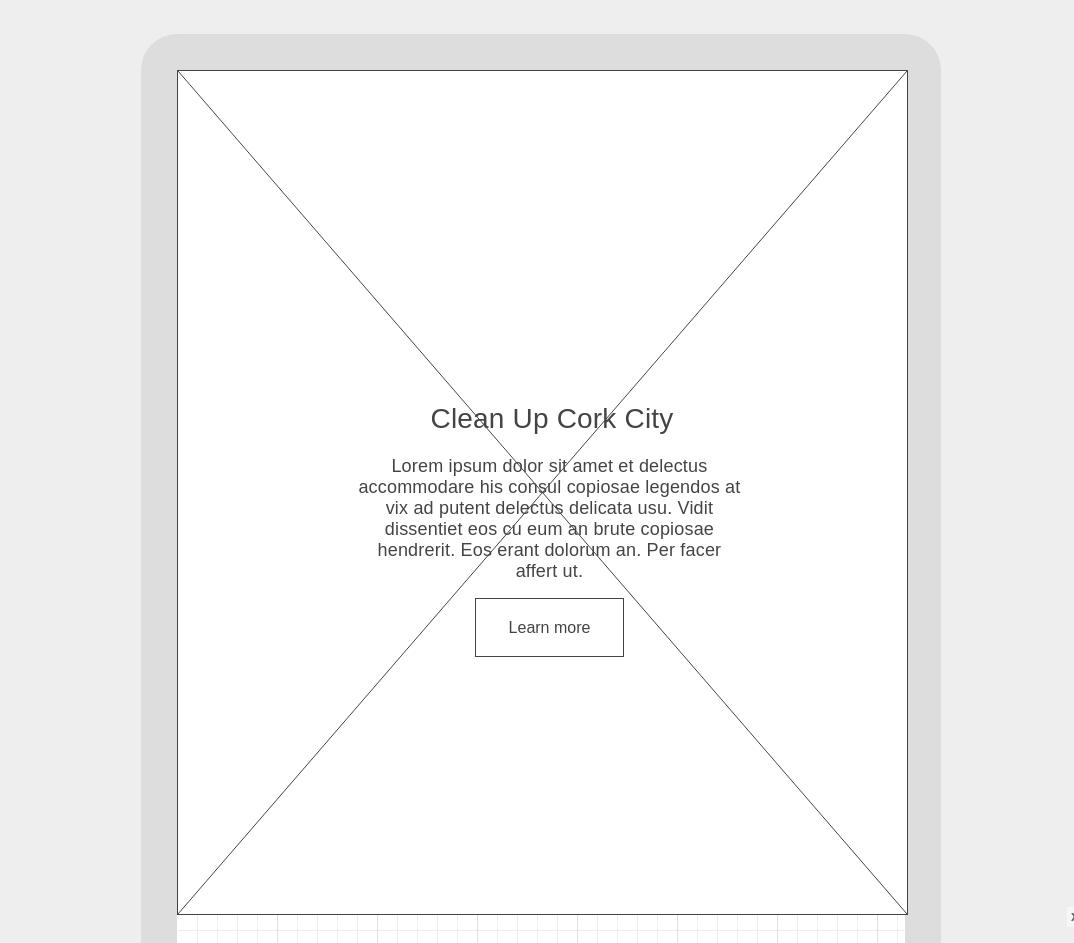 Clean Up Cork City
Lorem ipsum dolor sit amet et delectus
accommodare his consul copiosae legendos at
vix ad putent delectus delicata usu. Vidit
dissentiet eos cu eum an brute copiosae
hendrerit. Eos erant dolorum an. Per facer
affert ut.
Learn more